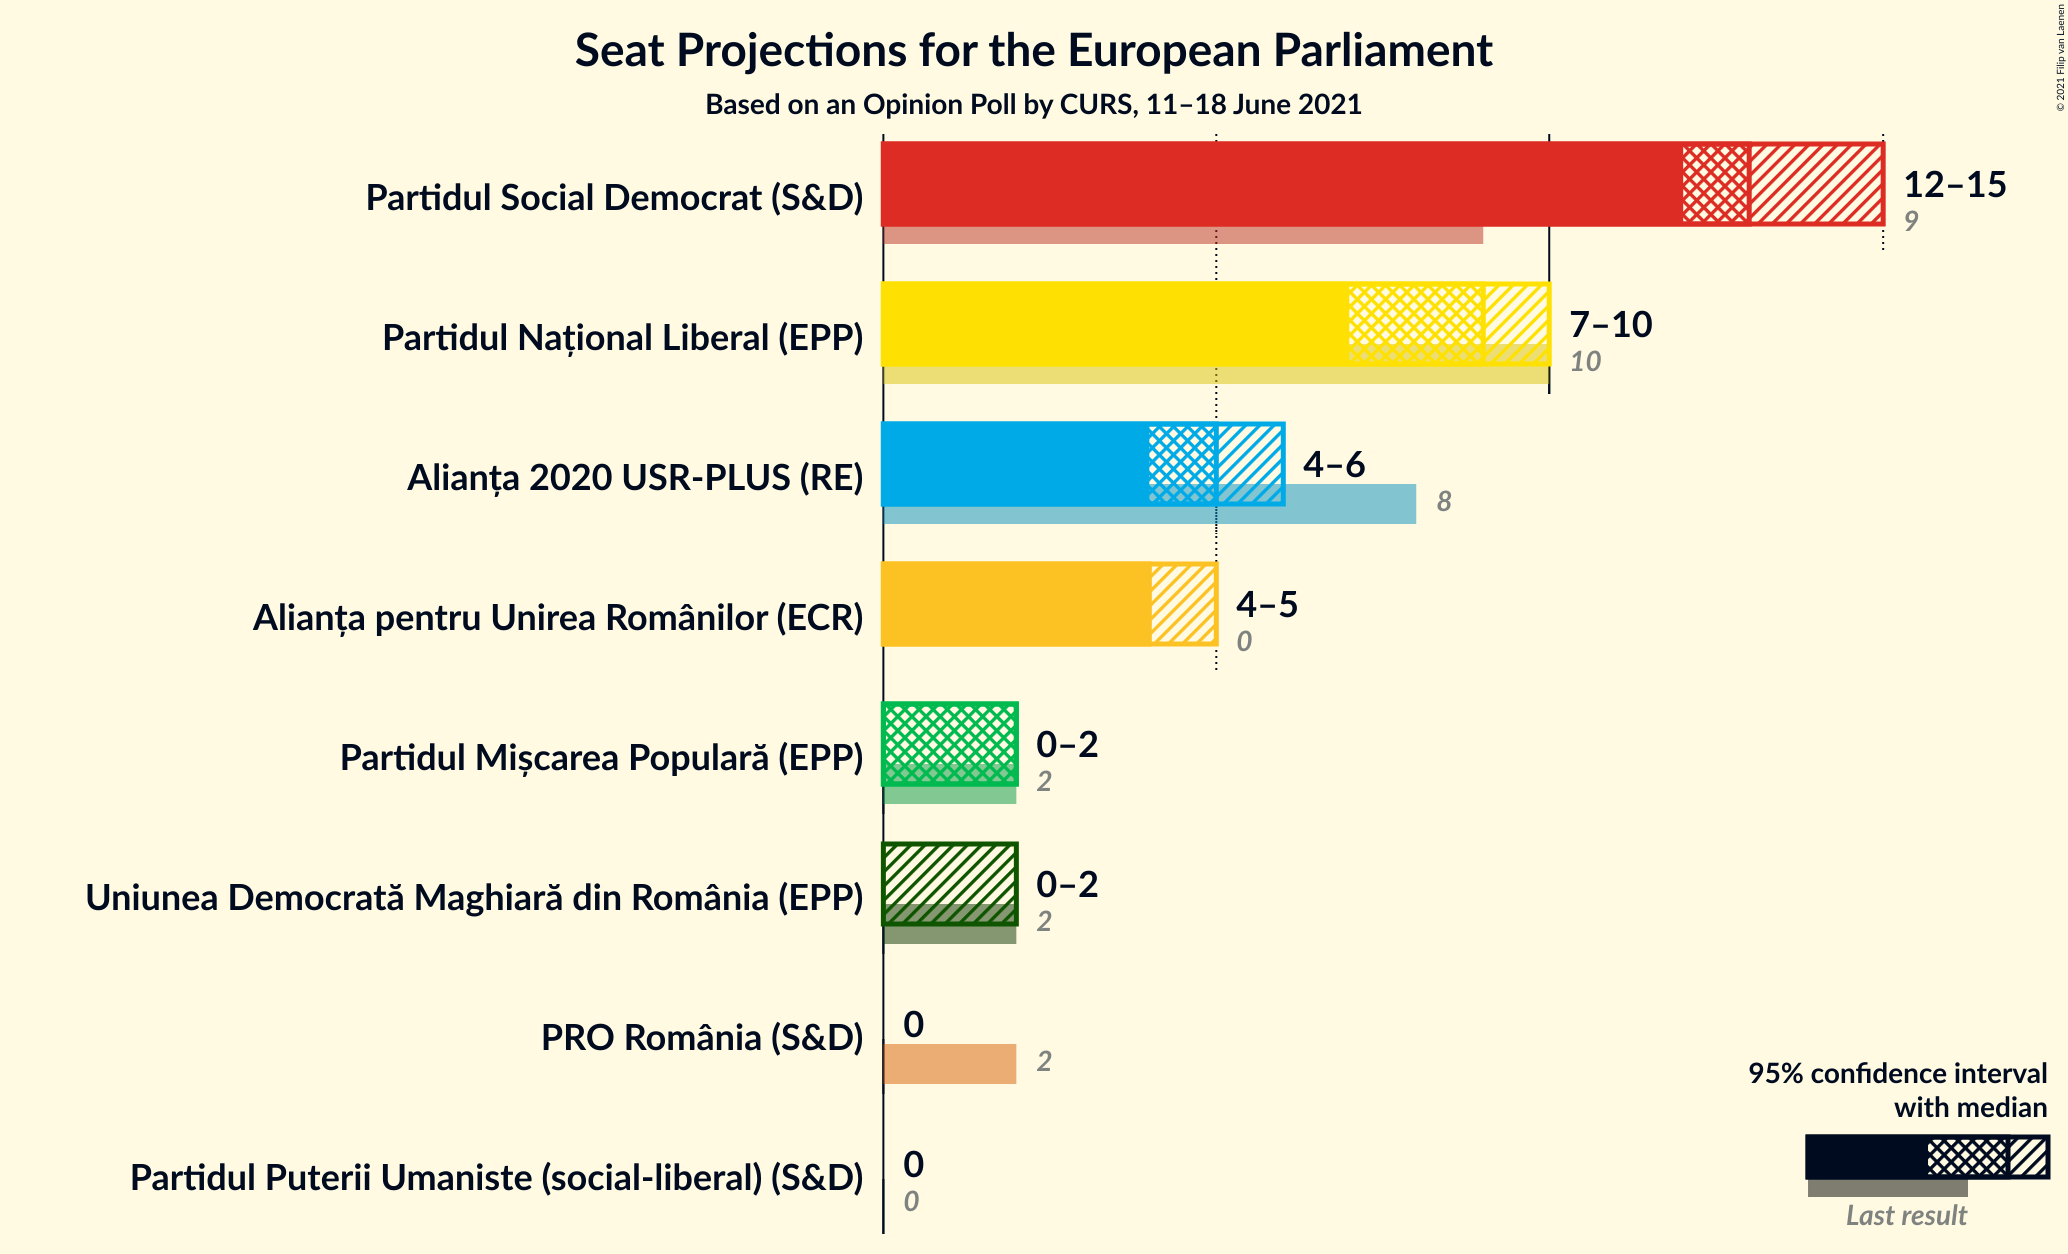 Seat Projections for the European Parliament
Based on an Opinion Poll by CURS, 11–18 June 2021
© 2021 Filip van Laenen
Partidul Social Democrat (S&D)
12–15
9
Partidul Național Liberal (EPP)
7–10
10
Alianța 2020 USR-PLUS (RE)
4–6
8
Alianța pentru Unirea Românilor (ECR)
4–5
0
Partidul Mișcarea Populară (EPP)
0–2
2
Uniunea Democrată Maghiară din România (EPP)
0–2
2
PRO România (S&D)
0
2
Partidul Puterii Umaniste (social-liberal) (S&D)
0
0
95% confidence interval
with median
Last result